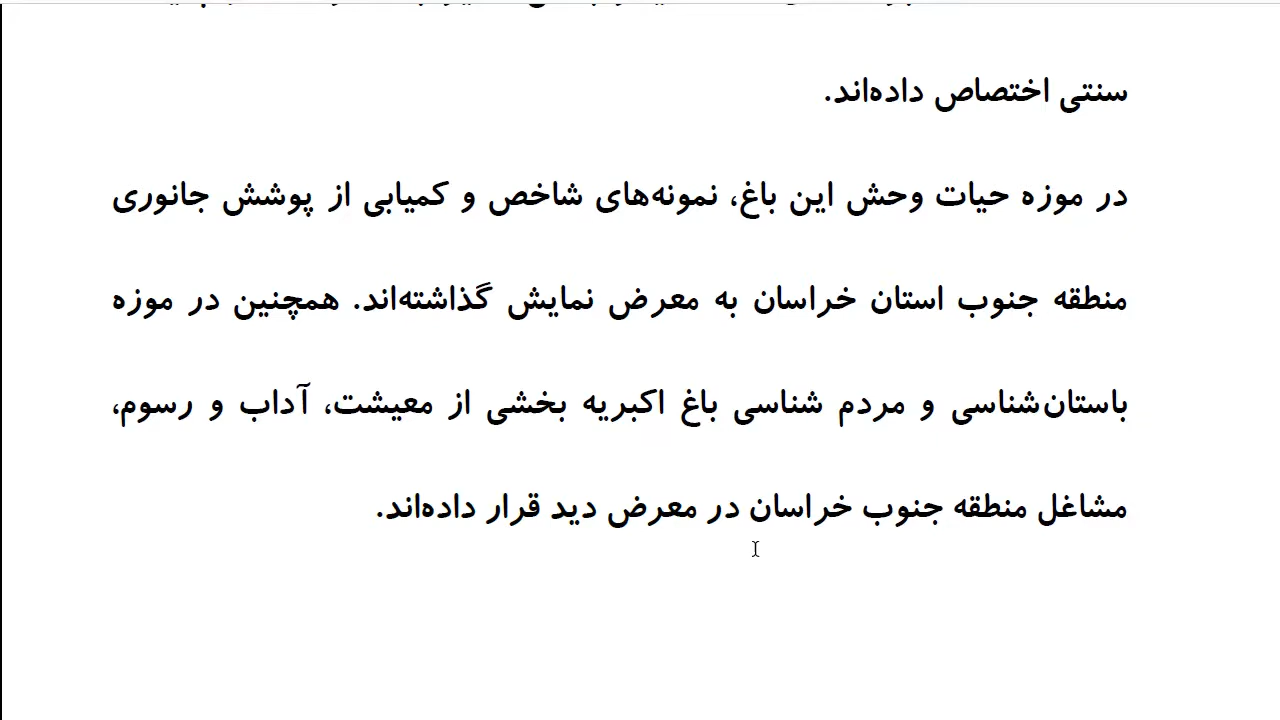 سنتی اختصاص داده‌اند.
در موزه حیات وحش این باغ، نمونه‌های شاخص و کمیابی از پوشش جانوری
منطقه جنوب استان خراسان به معرض نمایش گذاشته‌اند. همچنین در موزه
باستان‌شناسی و مردم شناسی باغ اکبریه بخشی از معیشت، آداب و رسوم،
مشاغل منطقه جنوب خراسان در معرض دید قرار داده‌اند.